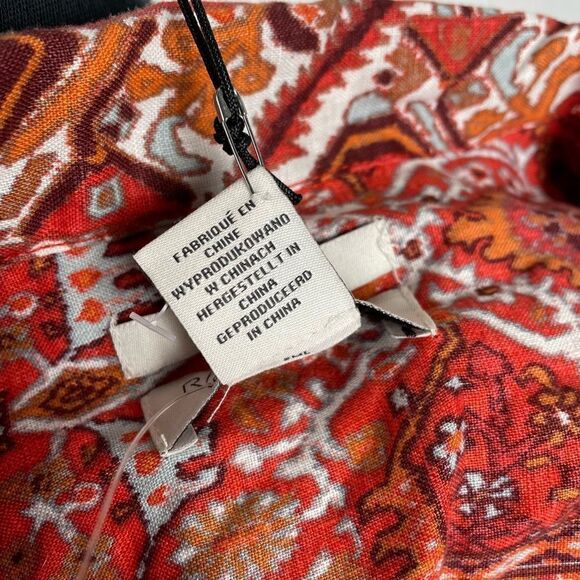 FABRIQUÉ EN
CHINE
WYPRODUKOWANO
W CHINACH
HERGESTELLT IN
CHINA
GEPRODUCEERD
IN CHINA